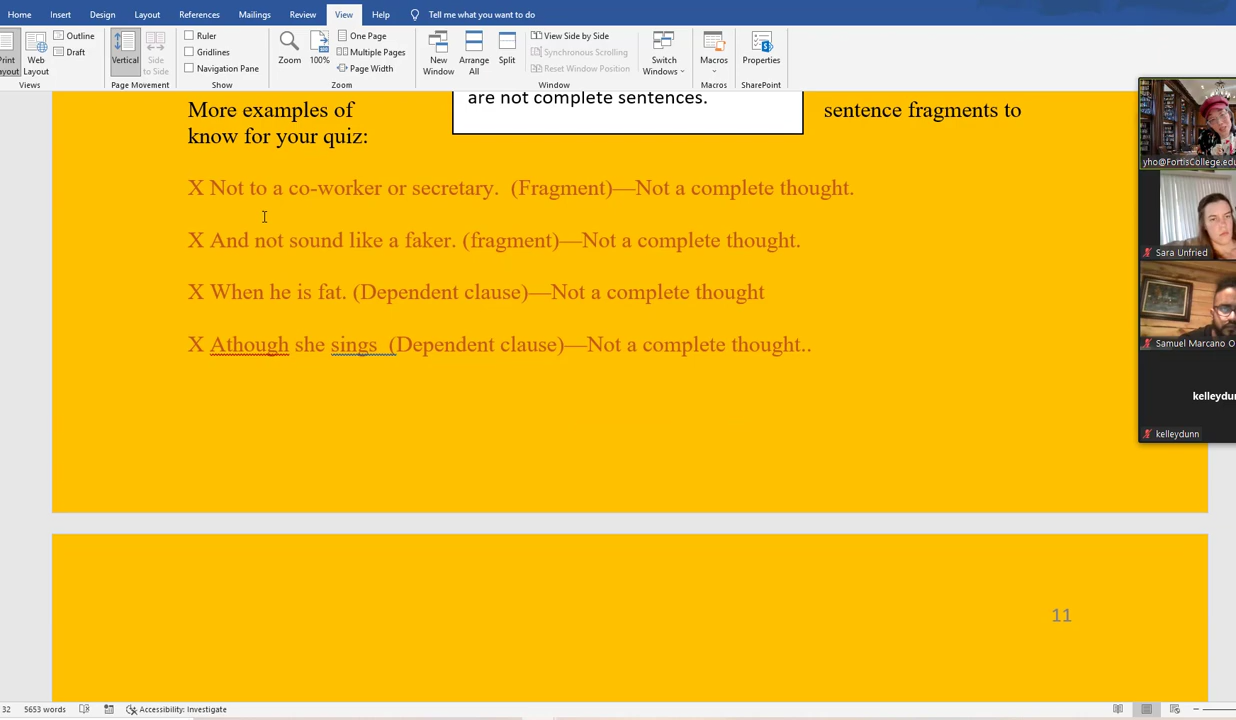 Home Insert Design Layout References Mailings Review View Help Tell me what you want to do
Outline
Draft
Web Layout
Views
Vertical
Side to Side
Page Movement
Ruler
Gridlines
Navigation Pane
Show
Zoom
100%
One Page
Multiple Pages
Page Width
Zoom
New Window
Arrange All
Split
View Side by Side
Synchronous Scrolling
Reset Window Position
Window
Switch Windows
Macros
Macros
Properties
SharePoint
are not complete sentences.
More examples of sentence fragments to
know for your quiz:
X Not to a co-worker or secretary. (Fragment)—Not a complete thought.
X And not sound like a faker. (fragment)—Not a complete thought.
X When he is fat. (Dependent clause)—Not a complete thought
X Athough she sings (Dependent clause)—Not a complete thought..
11
yho@FortisCollege.edu
Sara Unfried
Samuel Marcano O
kelleydun
kelleydunn
32 5653 words Accessibility: Investigate